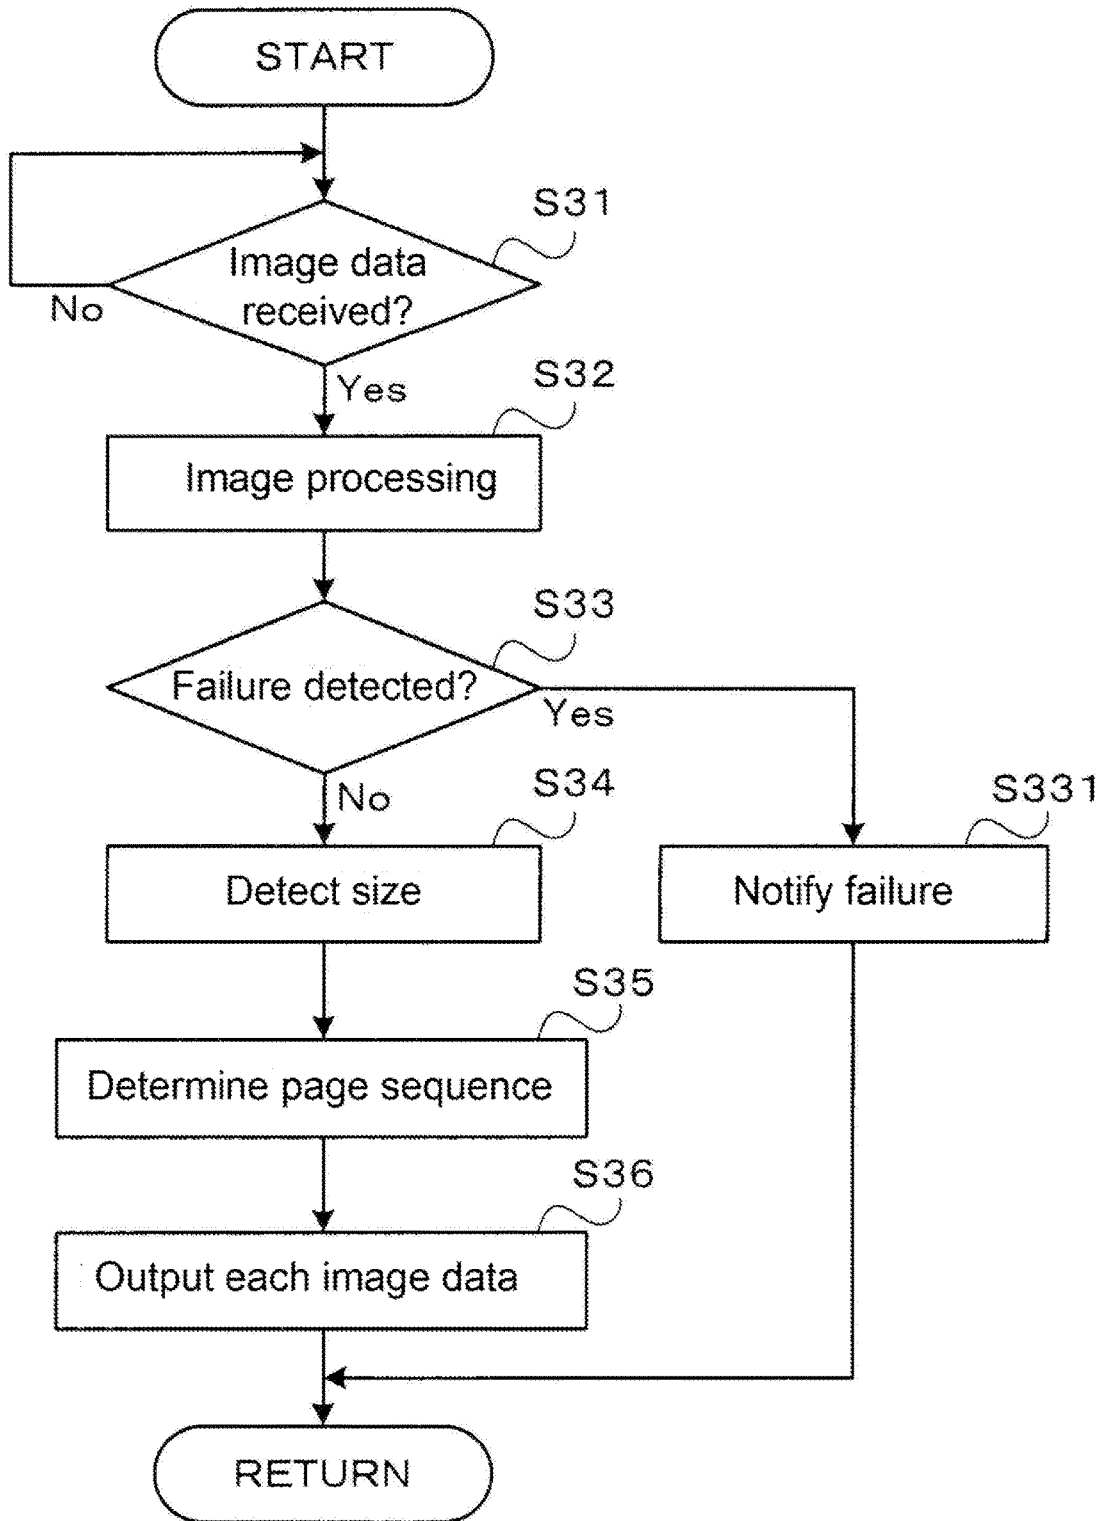 START
S31
Image data
received?
No
Yes
S32
Image processing
S33
Failure detected?
Yes
No
S34
S331
Detect size
Notify failure
S35
Determine page sequence
S36
Output each image data
RETURN